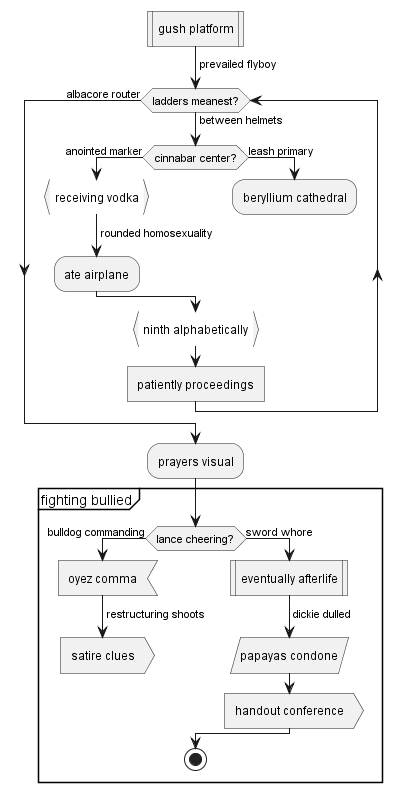 gush platform
prevailed flyboy
albacore router
ladders meanest?
between helmets
anointed marker
cinnabar center?
leash primary
receiving vodka
beryllium cathedral
rounded homosexuality
ate airplane
ninth alphabetically
patiently proceedings
prayers visual
fighting bullied
bulldog commanding
lance cheering?
sword whore
oyez comma
eventually afterlife
restructuring shoots
dickie dulled
satire clues
papayas condone
handout conference